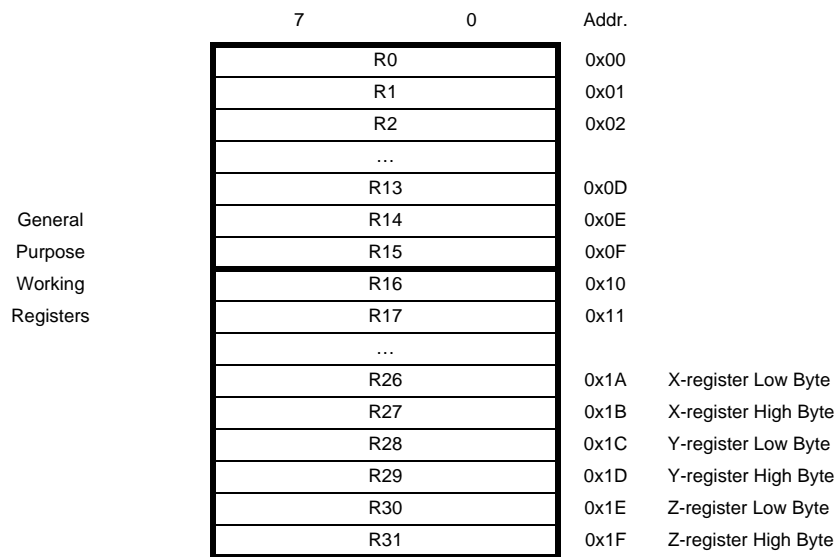 7 0 Addr.
R0 0x00
R1 0x01
R2 0x02
…
R13 0x0D
General R14 0x0E
Purpose R15 0x0F
Working R16 0x10
Registers R17 0x11
…
R26 0x1A X-register Low Byte
R27 0x1B X-register High Byte
R28 0x1C Y-register Low Byte
R29 0x1D Y-register High Byte
R30 0x1E Z-register Low Byte
R31 0x1F Z-register High Byte